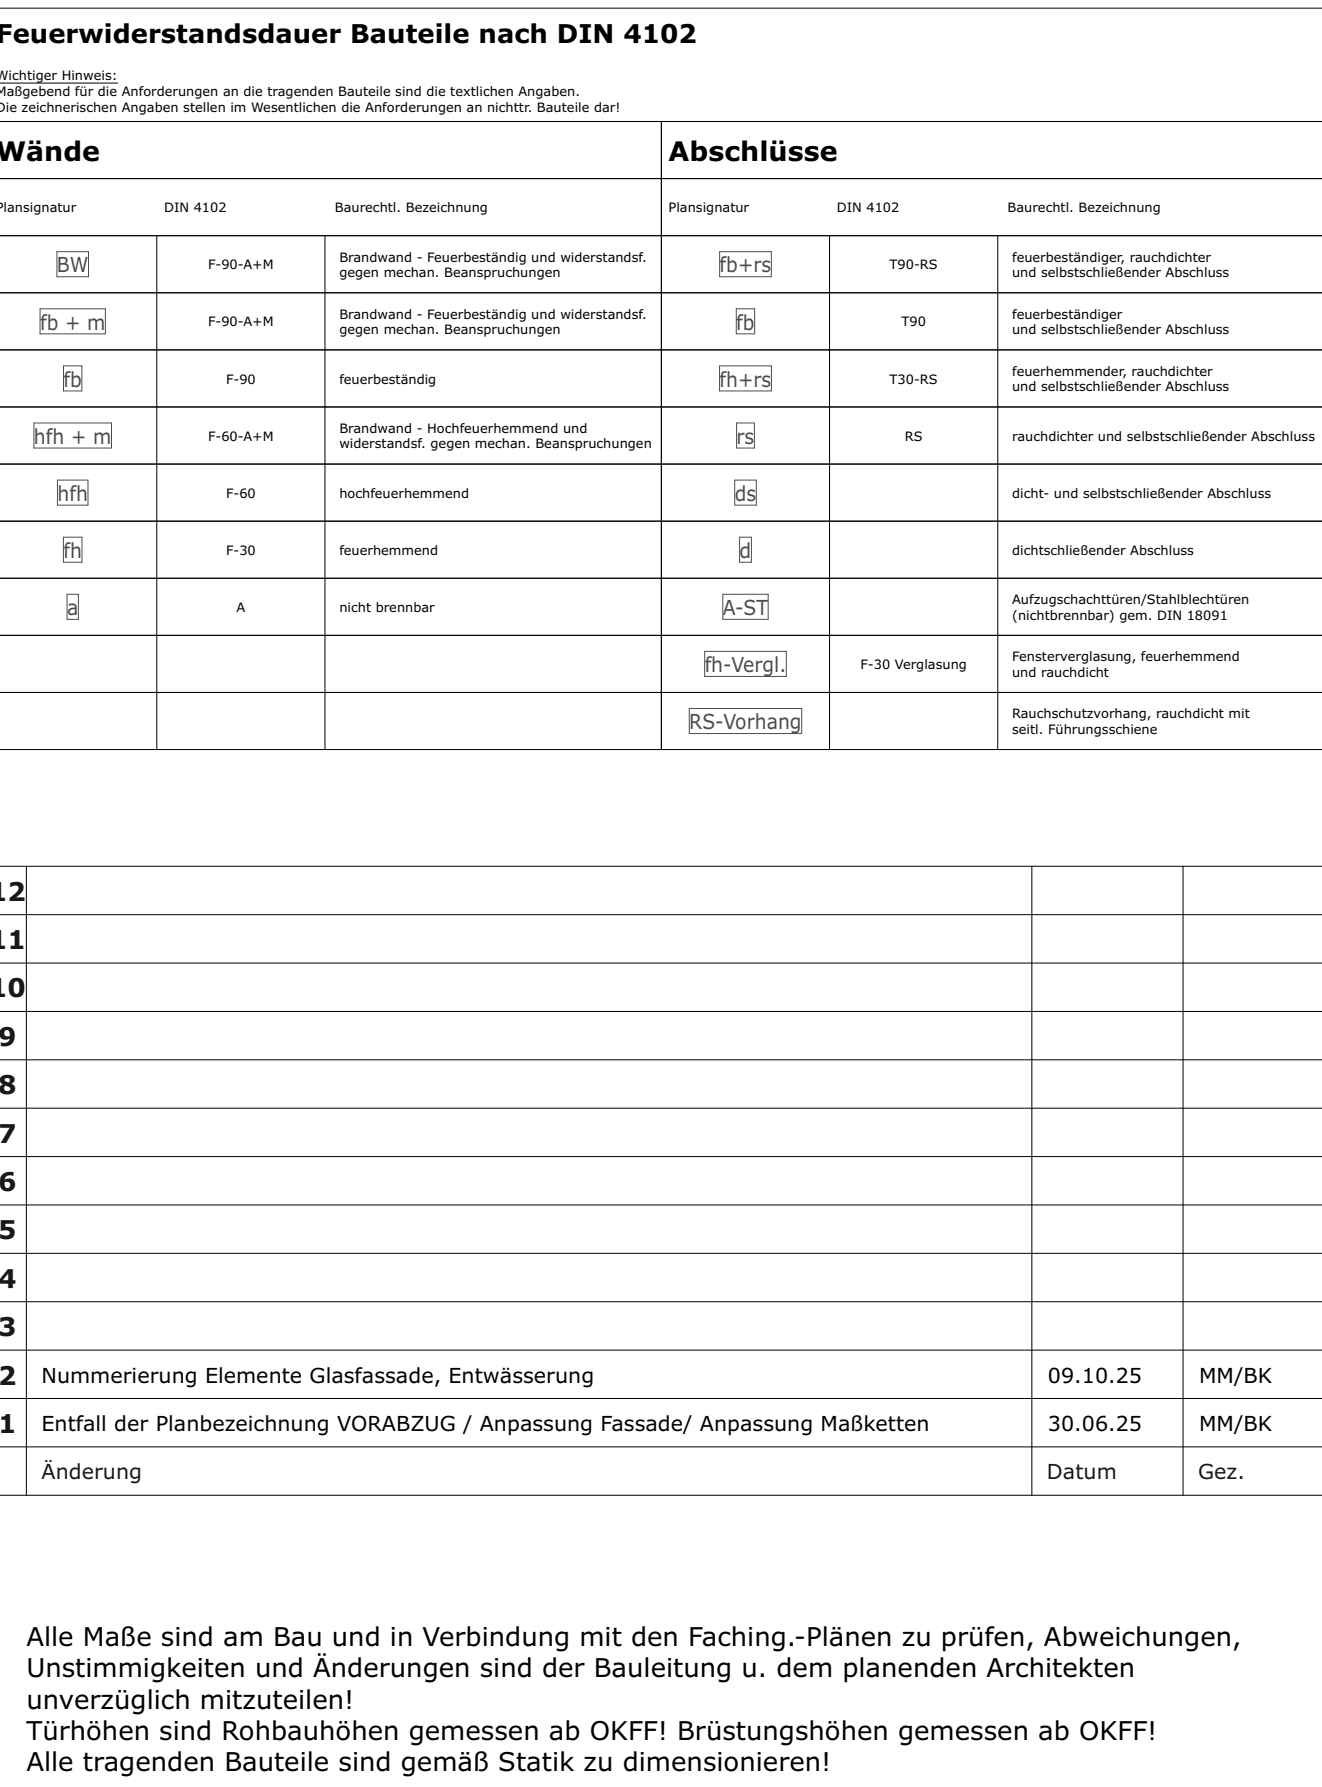 Feuerwiderstandsdauer Bauteile nach DIN 4102
Wichtiger Hinweis:
Maßgebend für die Anforderungen an die tragenden Bauteile sind die textlichen Angaben.
Die zeichnerischen Angaben stellen im Wesentlichen die Anforderungen an nichttr. Bauteile dar!
Wände
Abschlüsse
Plansignatur DIN 4102 Baurechtl. Bezeichnung Plansignatur DIN 4102 Baurechtl. Bezeichnung
BW F-90-A+M Brandwand - Feuerbeständig und widerstandsf.
gegen mechan. Beanspruchungen
fb+rs T90-RS feuerbeständiger, rauchdichter
und selbstschließender Abschluss
fb + m F-90-A+M Brandwand - Feuerbeständig und widerstandsf.
gegen mechan. Beanspruchungen
fb T90 feuerbeständiger
und selbstschließender Abschluss
fb F-90 feuerbeständig
fh+rs T30-RS feuerhemmender, rauchdichter
und selbstschließender Abschluss
hfh + m F-60-A+M Brandwand - Hochfeuerhemmend und
widerstandsf. gegen mechan. Beanspruchungen
rs RS rauchdichter und selbstschließender Abschluss
hfh F-60 hochfeuerhemmend
ds dicht- und selbstschließender Abschluss
fh F-30 feuerhemmend
d dichtschließender Abschluss
a A nicht brennbar
A-ST Aufzugschachttüren/Stahlblechtüren
(nichtbrennbar) gem. DIN 18091
fh-Vergl. F-30 Verglasung Fensterverglasung, feuerhemmend
und rauchdicht
RS-Vorhang Rauchschutzvorhang, rauchdicht mit
seitl. Führungsschiene
12
11
10
9
8
7
6
5
4
3
2 Nummerierung Elemente Glasfassade, Entwässerung 09.10.25 MM/BK
1 Entfall der Planbezeichnung VORABZUG / Anpassung Fassade/ Anpassung Maßketten 30.06.25 MM/BK
Änderung Datum Gez.
Alle Maße sind am Bau und in Verbindung mit den Faching.-Plänen zu prüfen, Abweichungen,
Unstimmigkeiten und Änderungen sind der Bauleitung u. dem planenden Architekten
unverzüglich mitzuteilen!
Türhöhen sind Rohbauhöhen gemessen ab OKFF! Brüstungshöhen gemessen ab OKFF!
Alle tragenden Bauteile sind gemäß Statik zu dimensionieren!